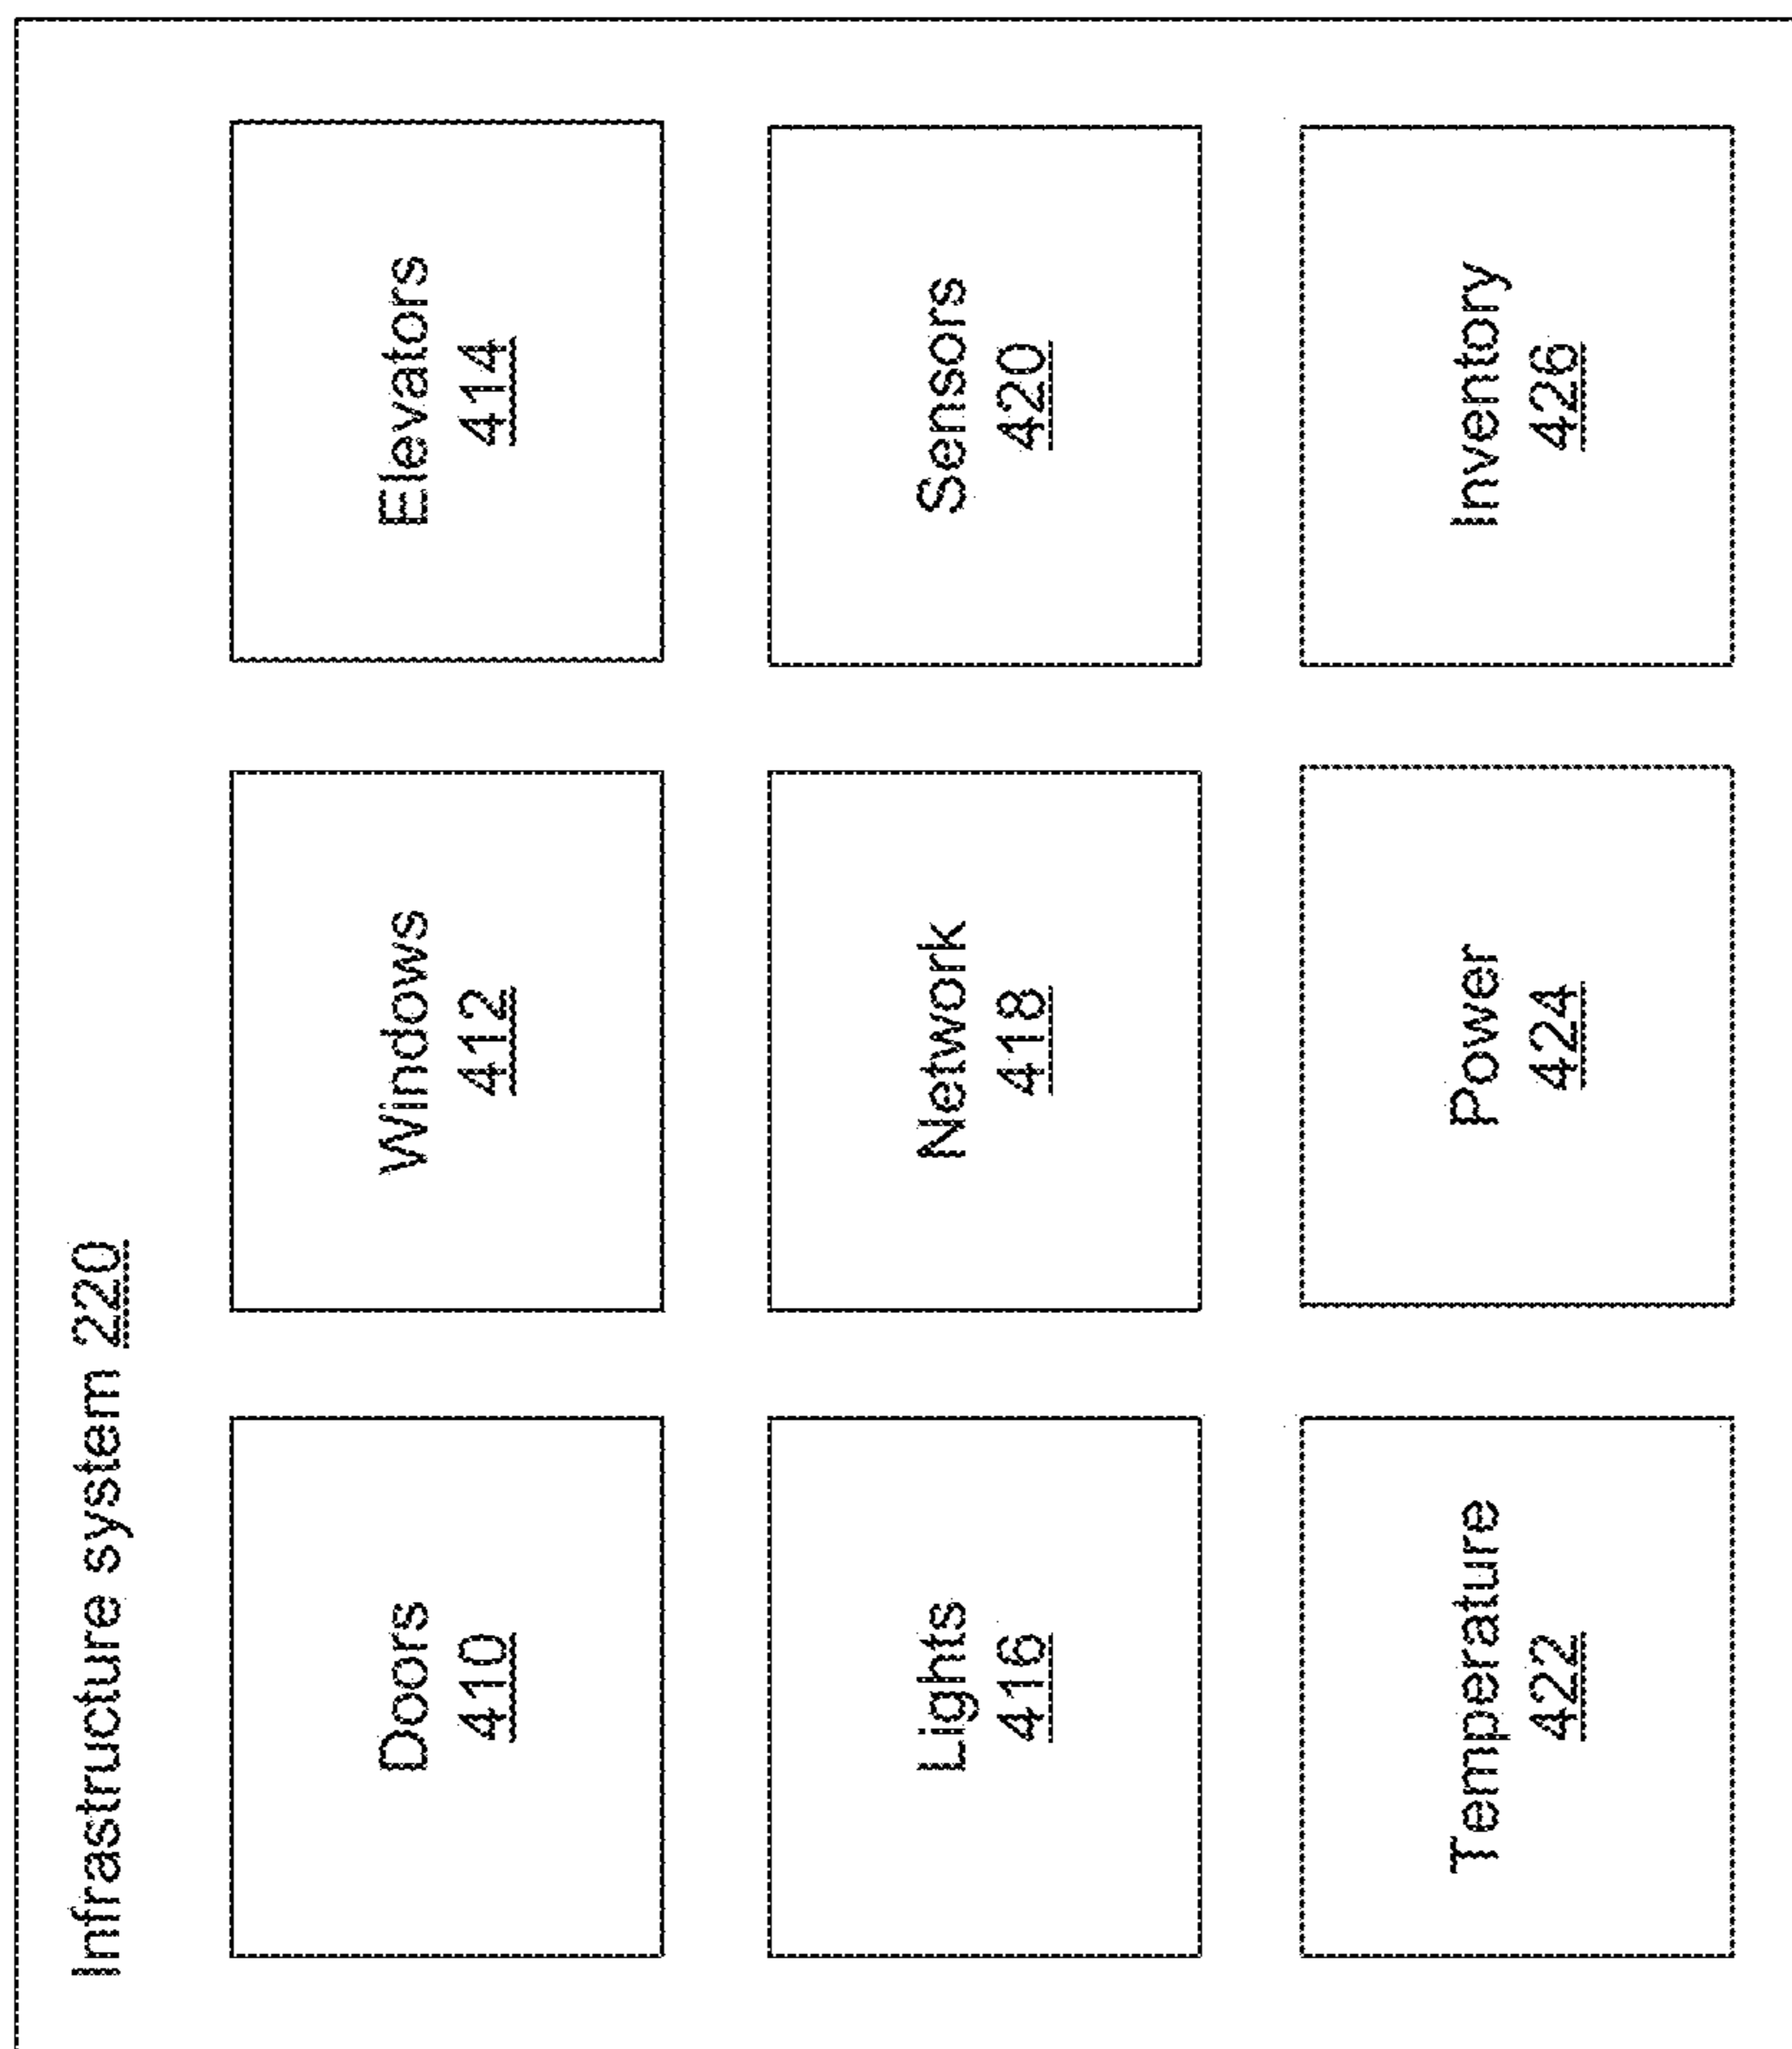 Infrastructure system 220
Doors
410
Windows
412
Elevators
414
Lights
416
Network
418
Sensors
420
Temperature
422
Power
424
Inventory
426